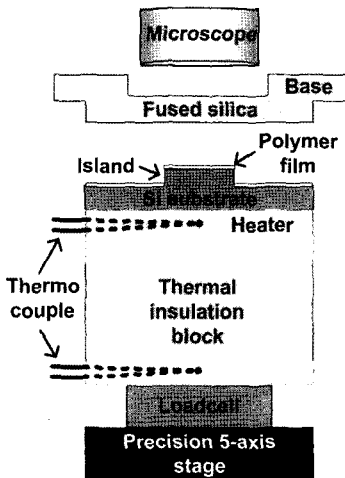 Microscope
Base
Fused silica
Polymer
film
Island
Si substrate
Heater
Thermo
couple
Thermal
insulation
block
Loadcell
Precision 5-axis
stage